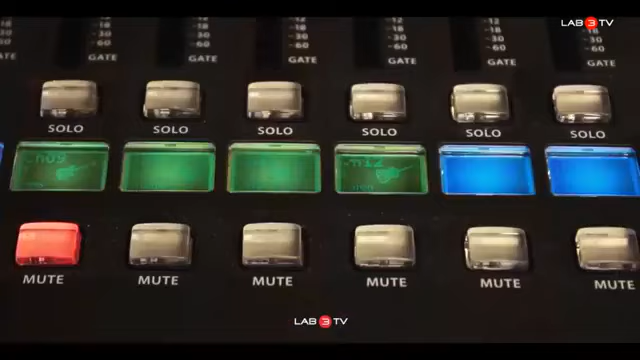 LAB 3 TV
-12 -12 -12 -12
-18 -18 -18 -18 -18 -18
-30 -30 -30 -30 -30 -30
-60 -60 -60 -60 -60 -60
GATE GATE GATE GATE GATE GATE
SOLO SOLO SOLO SOLO SOLO SOLO
MUTE MUTE MUTE MUTE MUTE MUTE
LAB 3 TV